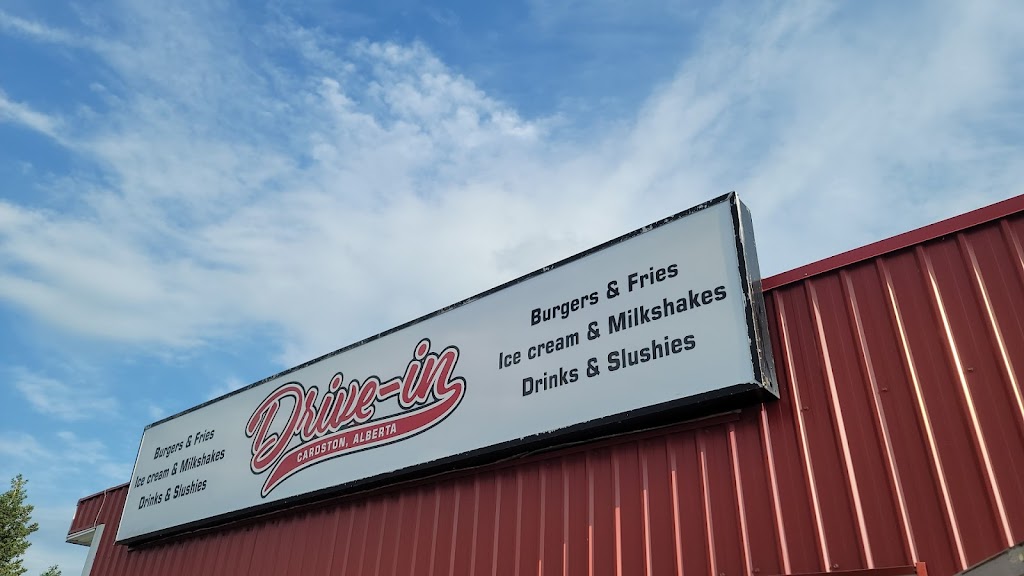 Burgers & Fries
Ice cream & Milkshakes
Drinks & Slushies
Drive-in
CARDSTON, ALBERTA
Burgers & Fries
Ice cream & Milkshakes
Drinks & Slushies